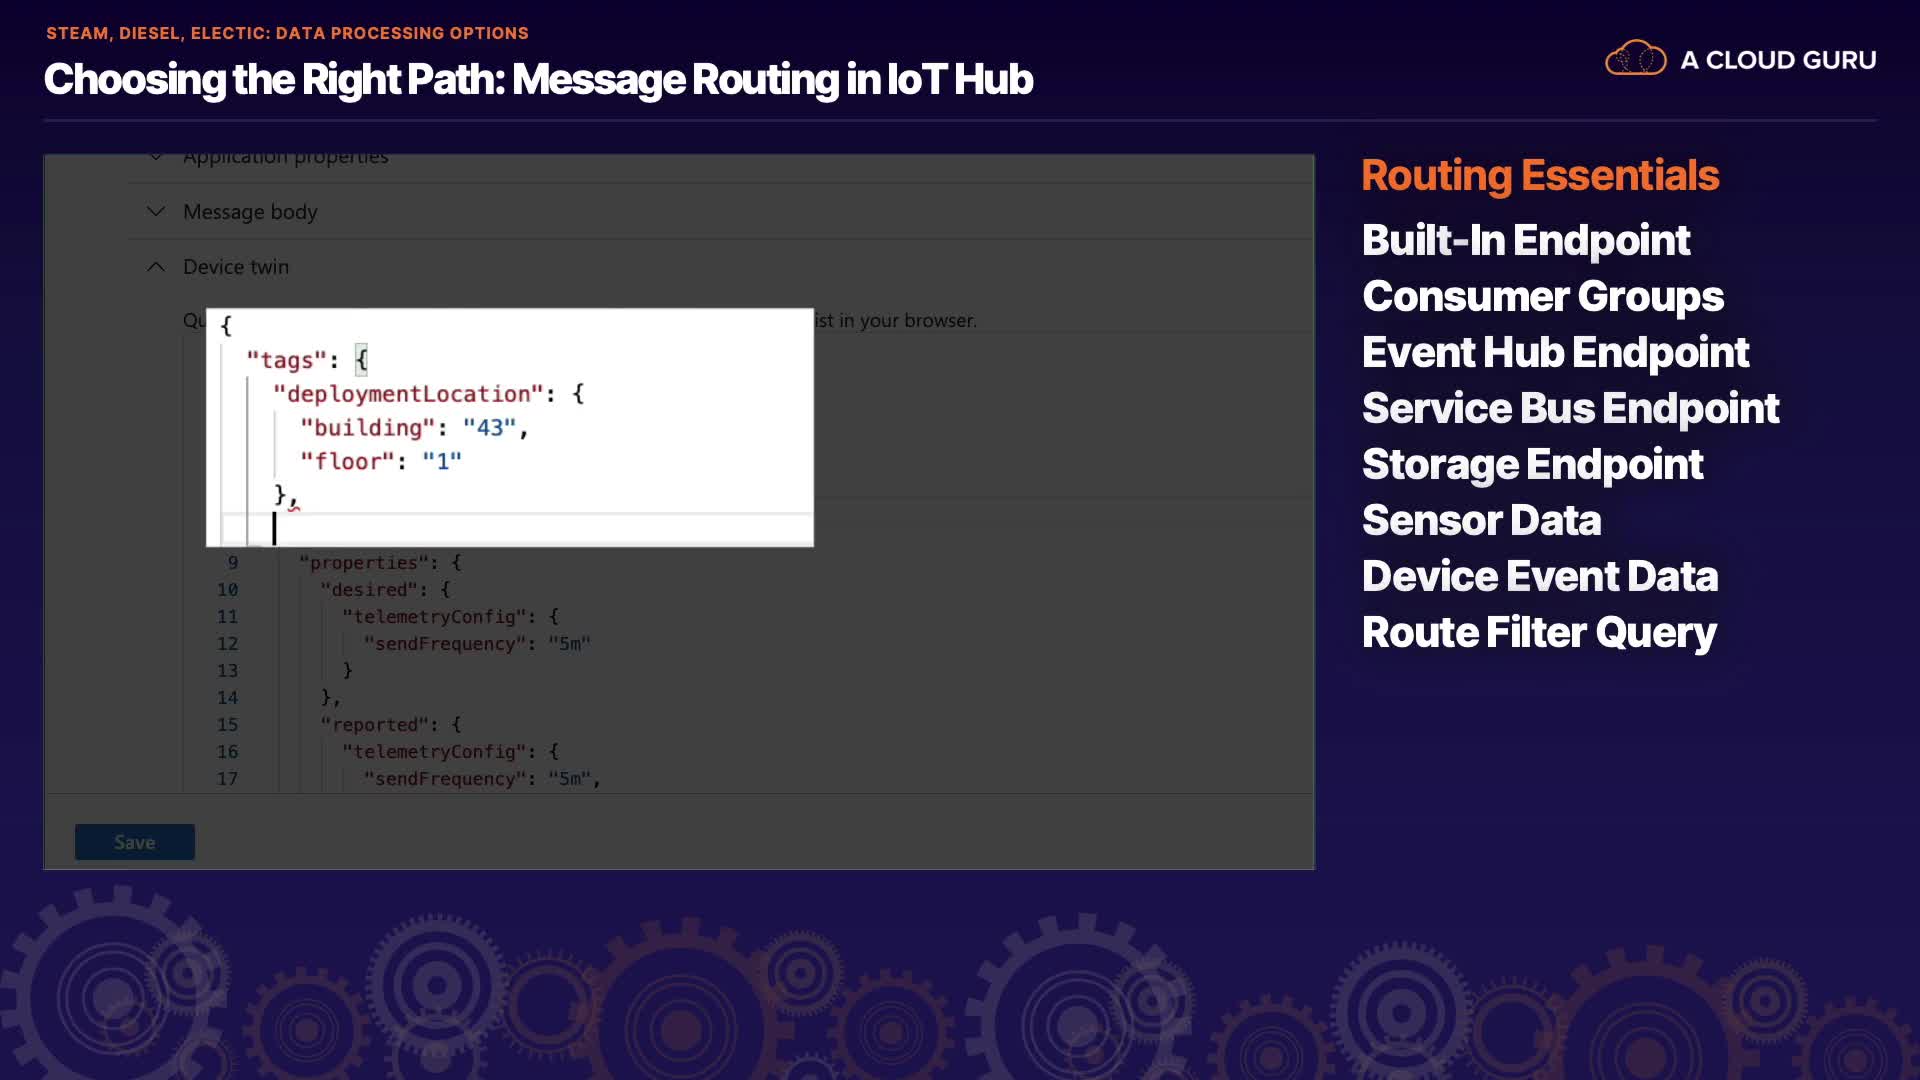 STEAM, DIESEL, ELECTIC: DATA PROCESSING OPTIONS
Choosing the Right Path: Message Routing in IoT Hub
A CLOUD GURU
Application properties
Message body
Device twin
ist in your browser.
{
"tags": {
"deploymentLocation": {
"building": "43",
"floor": "1"
},
9 "properties": {
10 "desired": {
11 "telemetryConfig": {
12 "sendFrequency": "5m"
13 }
14 },
15 "reported": {
16 "telemetryConfig": {
17 "sendFrequency": "5m",
Save
Routing Essentials
Built-In Endpoint
Consumer Groups
Event Hub Endpoint
Service Bus Endpoint
Storage Endpoint
Sensor Data
Device Event Data
Route Filter Query